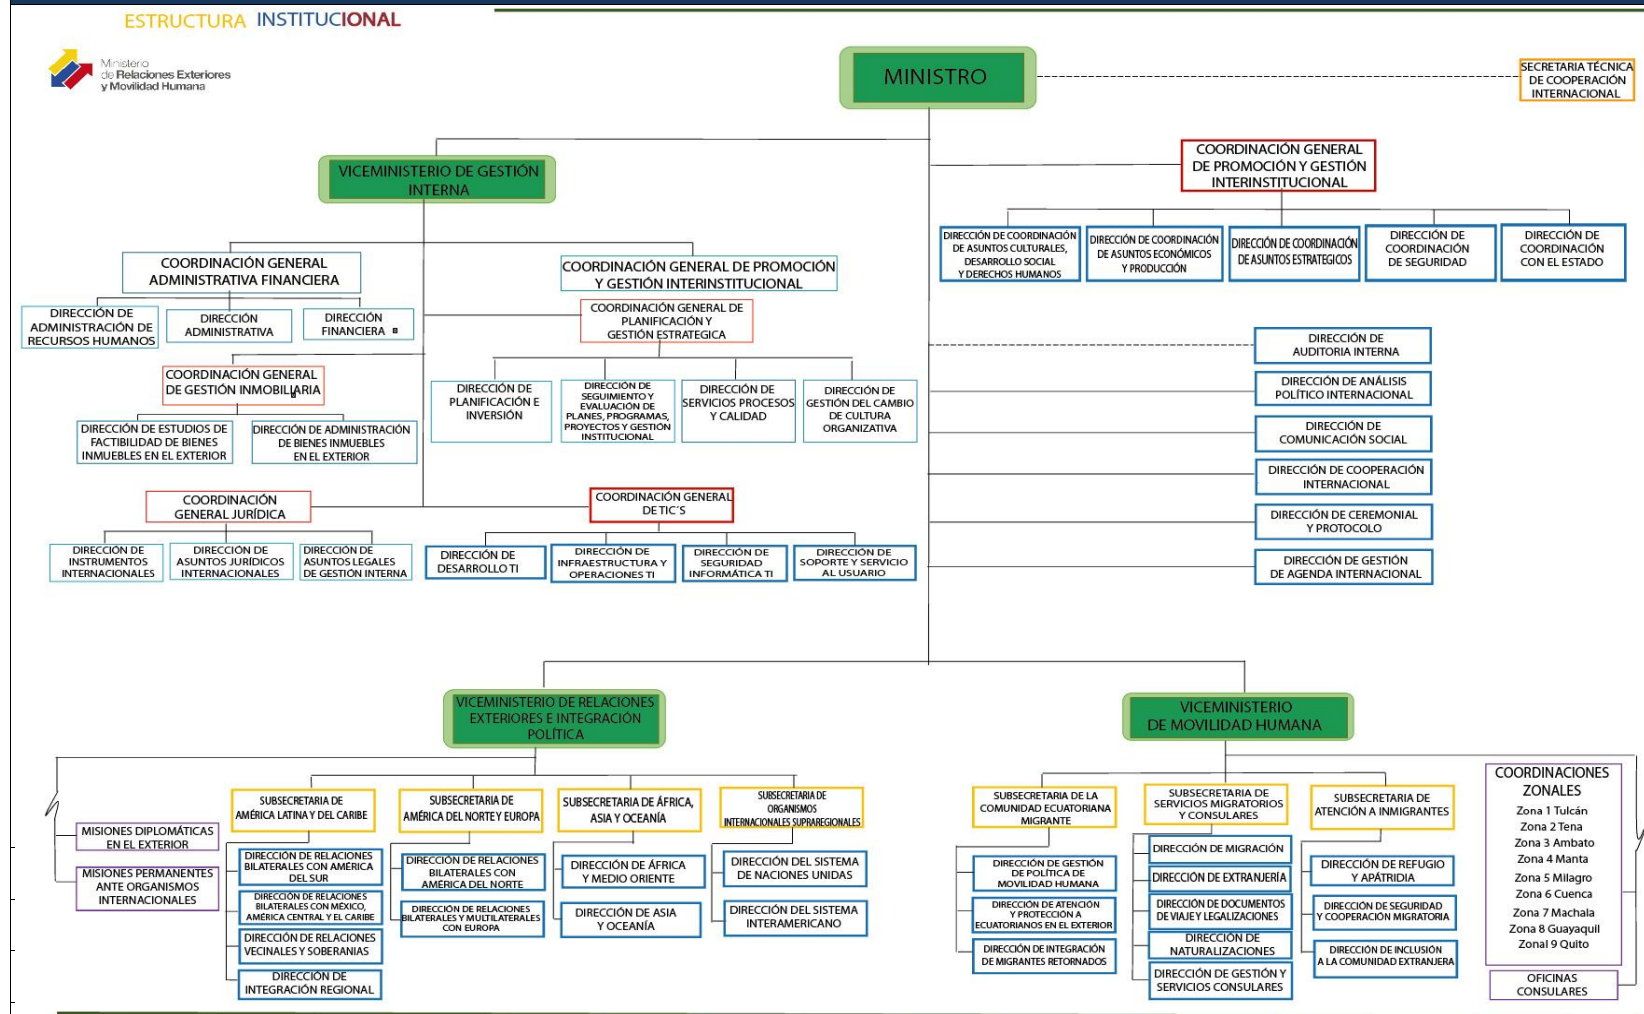 ESTRUCTURA INSTITUCIONAL
Ministerio
de Relaciones Exteriores
y Movilidad Humana
MINISTRO
SECRETARIA TÉCNICA
DE COOPERACIÓN
INTERNACIONAL
VICEMINISTERIO DE GESTIÓN
INTERNA
COORDINACIÓN GENERAL
DE PROMOCIÓN Y GESTIÓN
INTERINSTITUCIONAL
DIRECCIÓN DE COORDINACIÓN
DE ASUNTOS CULTURALES,
DESARROLLO SOCIAL
Y DERECHOS HUMANOS
DIRECCIÓN DE COORDINACIÓN
DE ASUNTOS ECONÓMICOS
Y PRODUCCIÓN
DIRECCIÓN DE COORDINACIÓN
DE ASUNTOS ESTRATEGICOS
DIRECCIÓN DE
COORDINACIÓN
DE SEGURIDAD
DIRECCIÓN DE
COORDINACIÓN
CON EL ESTADO
COORDINACIÓN GENERAL
ADMINISTRATIVA FINANCIERA
COORDINACIÓN GENERAL DE PROMOCIÓN
Y GESTIÓN INTERINSTITUCIONAL
DIRECCIÓN DE
ADMINISTRACIÓN DE
RECURSOS HUMANOS
DIRECCIÓN
ADMINISTRATIVA
DIRECCIÓN
FINANCIERA
COORDINACIÓN GENERAL DE
PLANIFICACIÓN Y
GESTIÓN ESTRATEGICA
COORDINACIÓN GENERAL
DE GESTIÓN INMOBILIARIA
DIRECCIÓN DE
PLANIFICACIÓN E
INVERSIÓN
DIRECCIÓN DE
SEGUIMIENTO Y
EVALUACIÓN DE
PLANES, PROGRAMAS,
PROYECTOS Y GESTIÓN
INSTITUCIONAL
DIRECCIÓN DE
SERVICIOS PROCESOS
Y CALIDAD
DIRECCIÓN DE
GESTIÓN DEL CAMBIO
DE CULTURA
ORGANIZATIVA
DIRECCIÓN DE ESTUDIOS DE
FACTIBILIDAD DE BIENES
INMUEBLES EN EL EXTERIOR
DIRECCIÓN DE ADMINISTRACIÓN
DE BIENES INMUEBLES
EN EL EXTERIOR
COORDINACIÓN
GENERAL JURÍDICA
COORDINACIÓN GENERAL
DE TIC´S
DIRECCIÓN DE
INSTRUMENTOS
INTERNACIONALES
DIRECCIÓN DE
ASUNTOS JURÍDICOS
INTERNACIONALES
DIRECCIÓN DE
ASUNTOS LEGALES
DE GESTIÓN INTERNA
DIRECCIÓN DE
DESARROLLO TI
DIRECCIÓN DE
INFRAESTRUCTURA Y
OPERACIONES TI
DIRECCIÓN DE
SEGURIDAD
INFORMÁTICA TI
DIRECCIÓN DE
SOPORTE Y SERVICIO
AL USUARIO
DIRECCIÓN DE
AUDITORIA INTERNA
DIRECCIÓN DE ANÁLISIS
POLÍTICO INTERNACIONAL
DIRECCIÓN DE
COMUNICACIÓN SOCIAL
DIRECCIÓN DE COOPERACIÓN
INTERNACIONAL
DIRECCIÓN DE CEREMONIAL
Y PROTOCOLO
DIRECCIÓN DE GESTIÓN
DE AGENDA INTERNACIONAL
VICEMINISTERIO DE RELACIONES
EXTERIORES E INTEGRACIÓN
POLÍTICA
VICEMINISTERIO
DE MOVILIDAD HUMANA
MISIONES DIPLOMÁTICAS
EN EL EXTERIOR
MISIONES PERMANENTES
ANTE ORGANISMOS
INTERNACIONALES
SUBSECRETARIA DE
AMÉRICA LATINA Y DEL CARIBE
DIRECCIÓN DE RELACIONES
BILATERALES CON AMÉRICA
DEL SUR
DIRECCIÓN DE RELACIONES
BILATERALES CON MÉXICO,
AMÉRICA CENTRAL Y EL CARIBE
DIRECCIÓN DE RELACIONES
VECINALES Y SOBERANIAS
DIRECCIÓN DE
INTEGRACIÓN REGIONAL
SUBSECRETARIA DE
AMÉRICA DEL NORTE Y EUROPA
DIRECCIÓN DE RELACIONES
BILATERALES CON
AMÉRICA DEL NORTE
DIRECCIÓN DE RELACIONES
BILATERALES Y MULTILATERALES
CON EUROPA
SUBSECRETARIA DE ÁFRICA,
ASIA Y OCEANÍA
DIRECCIÓN DE ÁFRICA
Y MEDIO ORIENTE
DIRECCIÓN DE ASIA
Y OCEANÍA
SUBSECRETARIA DE
ORGANISMOS
INTERNACIONALES SUPRAREGIONALES
DIRECCIÓN DEL SISTEMA
DE NACIONES UNIDAS
DIRECCIÓN DEL SISTEMA
INTERAMERICANO
SUBSECRETARIA DE LA
COMUNIDAD ECUATORIANA
MIGRANTE
DIRECCIÓN DE GESTIÓN
DE POLÍTICA DE
MOVILIDAD HUMANA
DIRECCIÓN DE ATENCIÓN
Y PROTECCIÓN A
ECUATORIANOS EN EL EXTERIOR
DIRECCIÓN DE INTEGRACIÓN
DE MIGRANTES RETORNADOS
SUBSECRETARIA DE
SERVICIOS MIGRATORIOS
Y CONSULARES
DIRECCIÓN DE MIGRACIÓN
DIRECCIÓN DE EXTRANJERÍA
DIRECCIÓN DE DOCUMENTOS
DE VIAJE Y LEGALIZACIONES
DIRECCIÓN DE
NATURALIZACIONES
DIRECCIÓN DE GESTIÓN Y
SERVICIOS CONSULARES
SUBSECRETARIA DE
ATENCIÓN A INMIGRANTES
DIRECCIÓN DE REFUGIO
Y APÁTRIDIA
DIRECCIÓN DE SEGURIDAD
Y COOPERACIÓN MIGRATORIA
DIRECCIÓN DE INCLUSIÓN
A LA COMUNIDAD EXTRANJERA
COORDINACIONES
ZONALES
Zona 1 Tulcán
Zona 2 Tena
Zona 3 Ambato
Zona 4 Manta
Zona 5 Milagro
Zona 6 Cuenca
Zona 7 Machala
Zona 8 Guayaquil
Zonal 9 Quito
OFICINAS
CONSULARES